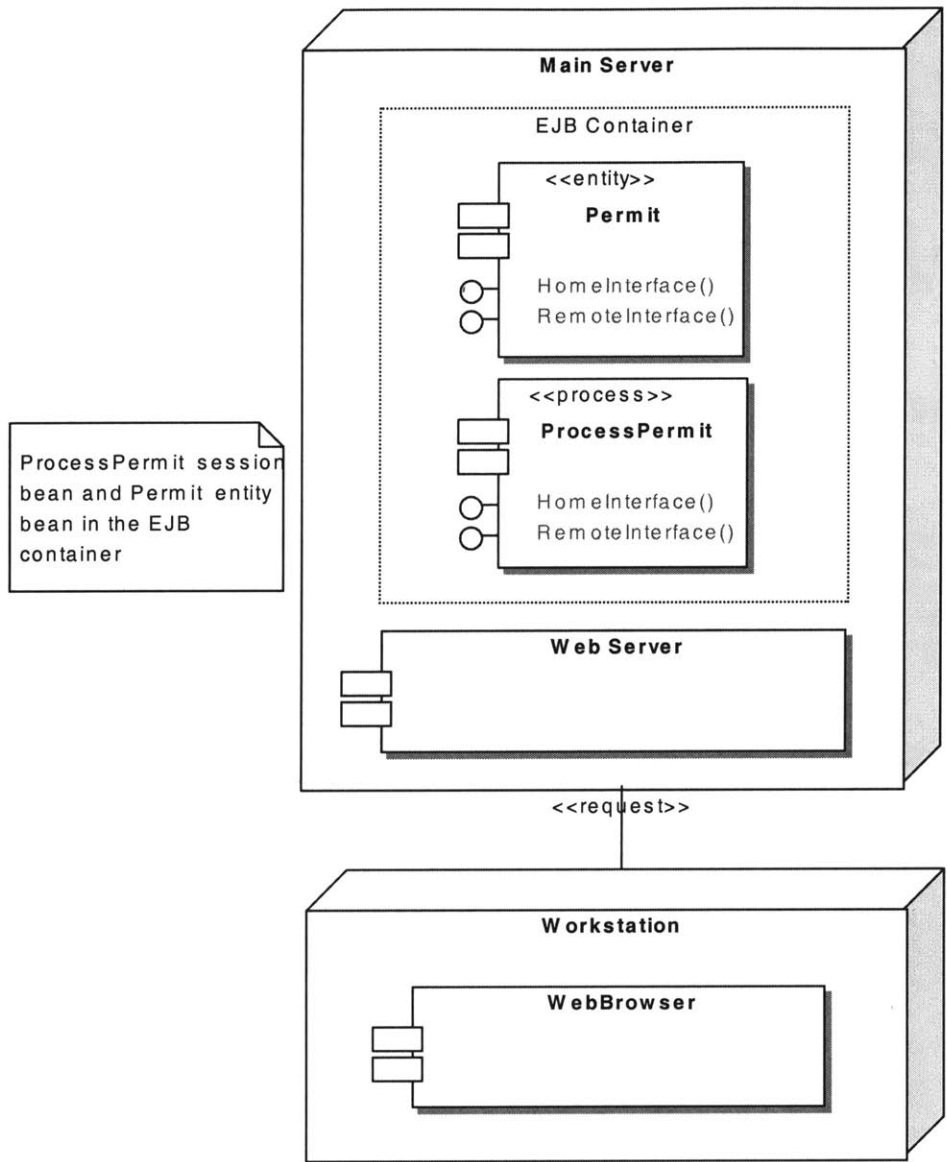 Main Server
EJB Container
<<entity>>
Permit
HomeInterface()
RemoteInterface()
<<process>>
ProcessPermit
HomeInterface()
RemoteInterface()
ProcessPermit session
bean and Permit entity
bean in the EJB
container
Web Server
<<request>>
Workstation
WebBrowser